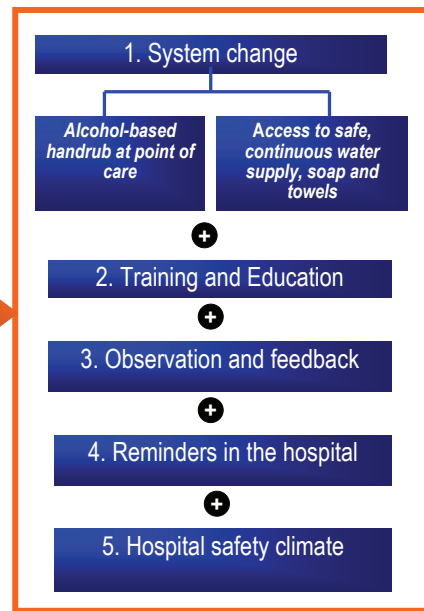 1. System change
Alcohol-based
handrub at point of
care
Access to safe,
continuous water
supply, soap and
towels
+
2. Training and Education
+
3. Observation and feedback
+
4. Reminders in the hospital
+
5. Hospital safety climate